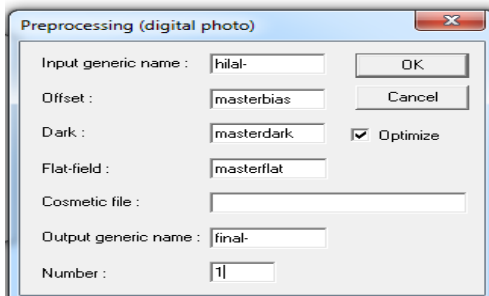 Preprocessing (digital photo)
Input generic name : hilal- OK
Offset : masterbias Cancel
Dark : masterdark Optimize
Flat-field : masterflat
Cosmetic file :
Output generic name : final-
Number : 1